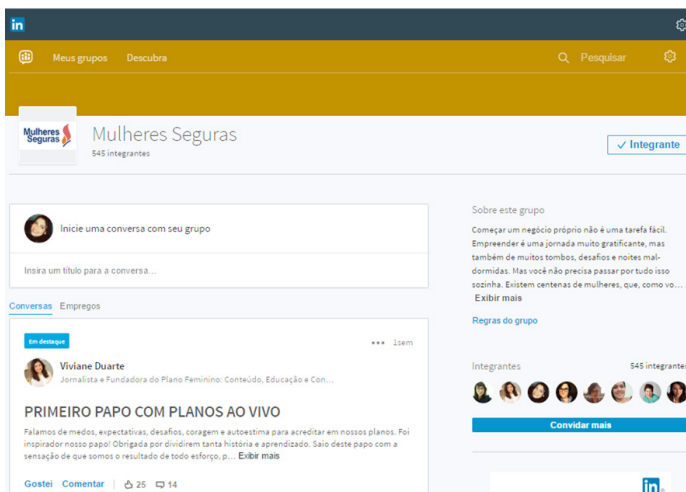 in
Meus grupos Descubra Pesquisar
Mulheres
Seguras
Mulheres Seguras
545 integrantes
Integrante
Inicie uma conversa com seu grupo
Insira um título para a conversa...
Conversas Empregos
Em destaque
1sem
Viviane Duarte
Jornalista e Fundadora do Plano Feminino: Conteúdo, Educação e Con...
PRIMEIRO PAPO COM PLANOS AO VIVO
Falamos de medos, expectativas, desafios, coragem e autoestima para acreditar em nossos planos. Foi
inspirador nosso papo! Obrigada por dividirem tanta história e aprendizado. Saio deste papo com a
sensação de que somos o resultado de todo esforço, p... Exibir mais
Gostei Comentar 25 14
Sobre este grupo
Começar um negócio próprio não é uma tarefa fácil.
Empreender é uma jornada muito gratificante, mas
também de muitos tombos, desafios e noites mal-
dormidas. Mas você não precisa passar por tudo isso
sozinha. Existem centenas de mulheres, que, como vo...
Exibir mais
Regras do grupo
Integrantes 545 integrantes
Convidar mais
in